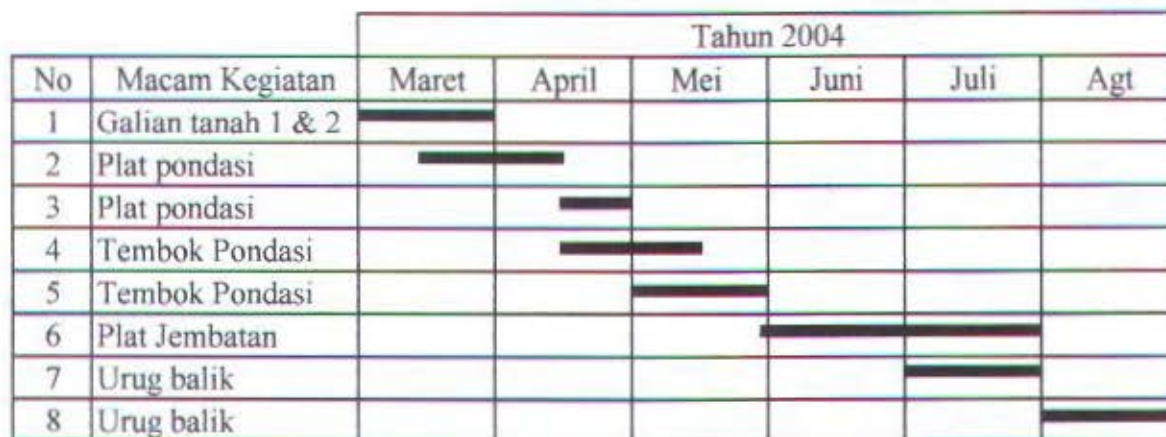 Tahun 2004
No Macam Kegiatan Maret April Mei Juni Juli Agt
1 Galian tanah 1 & 2
2 Plat pondasi
3 Plat pondasi
4 Tembok Pondasi
5 Tembok Pondasi
6 Plat Jembatan
7 Urug balik
8 Urug balik